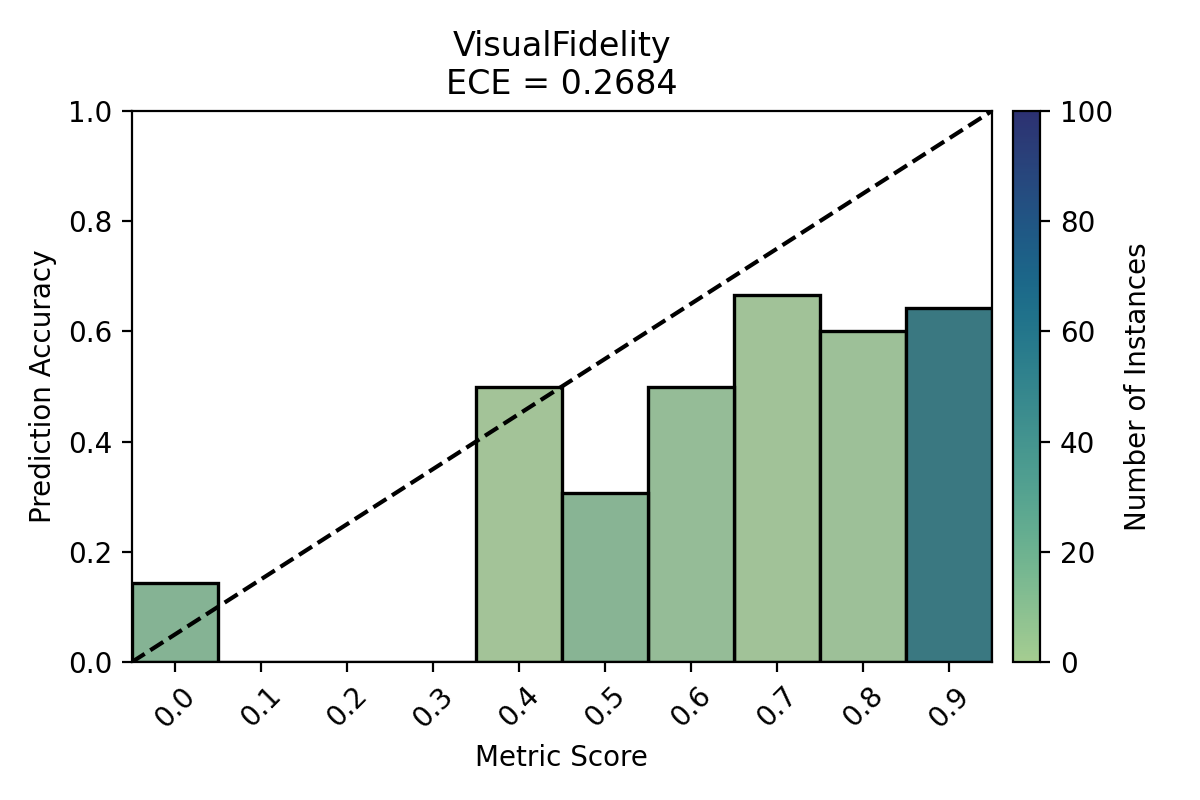 VisualFidelity
ECE = 0.2684
Prediction Accuracy
1.0
0.8
0.6
0.4
0.2
0.0
0.0 0.1 0.2 0.3 0.4 0.5 0.6 0.7 0.8 0.9
Metric Score
100
80
60
40
20
0
Number of Instances